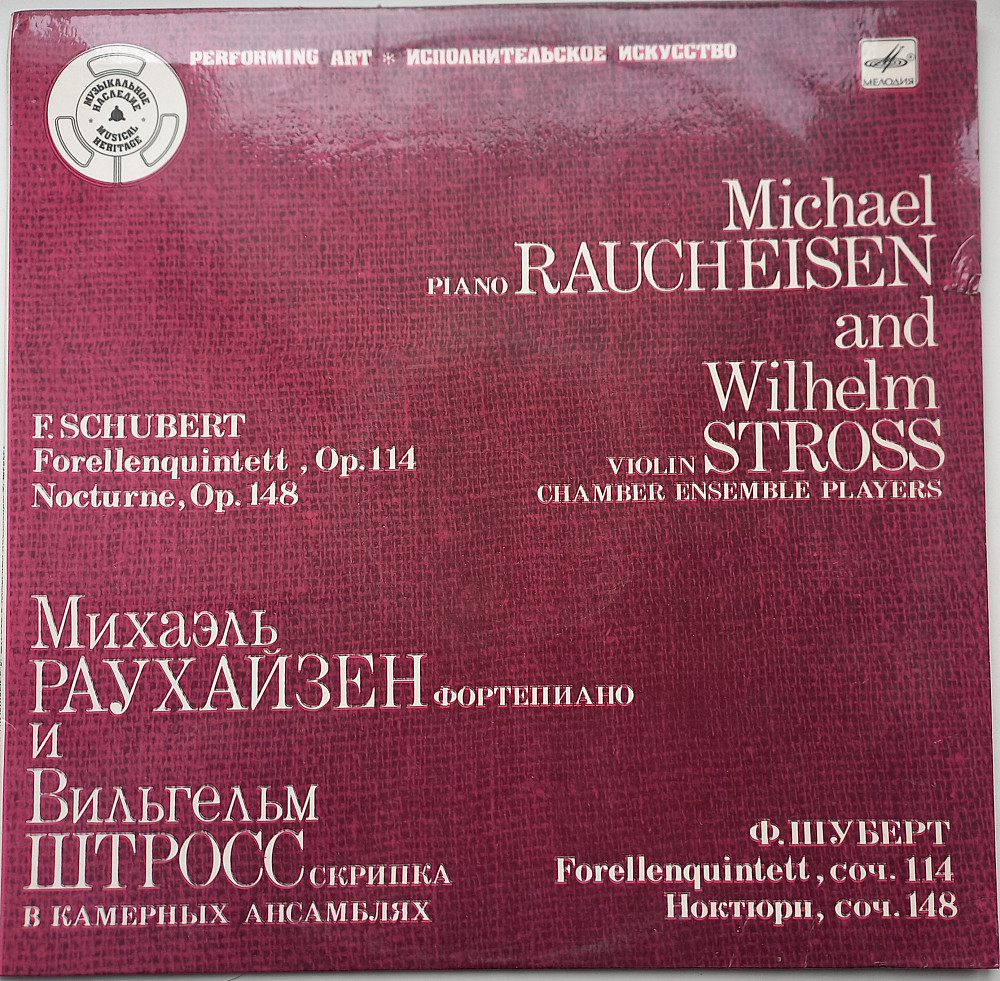 PERFORMING ART * ИСПОЛНИТЕЛЬСКОЕ ИСКУССТВО
МУЗЫКАЛЬНОЕ
НАСЛЕДИЕ
MUSICAL
HERITAGE
МЕЛОДИЯ
Michael
PIANO RAUCHEISEN
and
Wilhelm
VIOLIN STROSS
CHAMBER ENSEMBLE PLAYERS
F. SCHUBERT
Forellenquintett , Op. 114
Nocturne, Op. 148
Михаэль
РАУХАЙЗЕН ФОРТЕПИАНО
и
Вильгельм
ШТРОСС СКРИПКА
В КАМЕРНЫХ АНСАМБЛЯХ
Ф. ШУБЕРТ
Forellenquintett , соч. 114
Ноктюрн, соч. 148